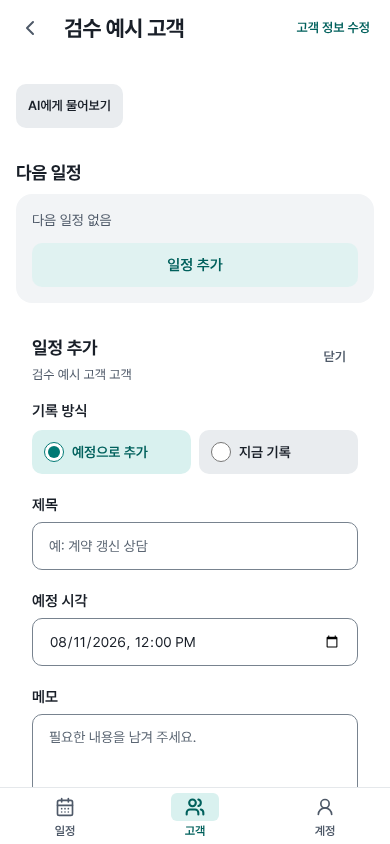 검수 예시 고객
고객 정보 수정
AI에게 물어보기
다음 일정
다음 일정 없음
일정 추가
일정 추가
닫기
검수 예시 고객 고객
기록 방식
예정으로 추가
지금 기록
제목
예: 계약 갱신 상담
예정 시각
08/11/2026, 12:00 PM
메모
필요한 내용을 남겨 주세요.
일정
고객
계정